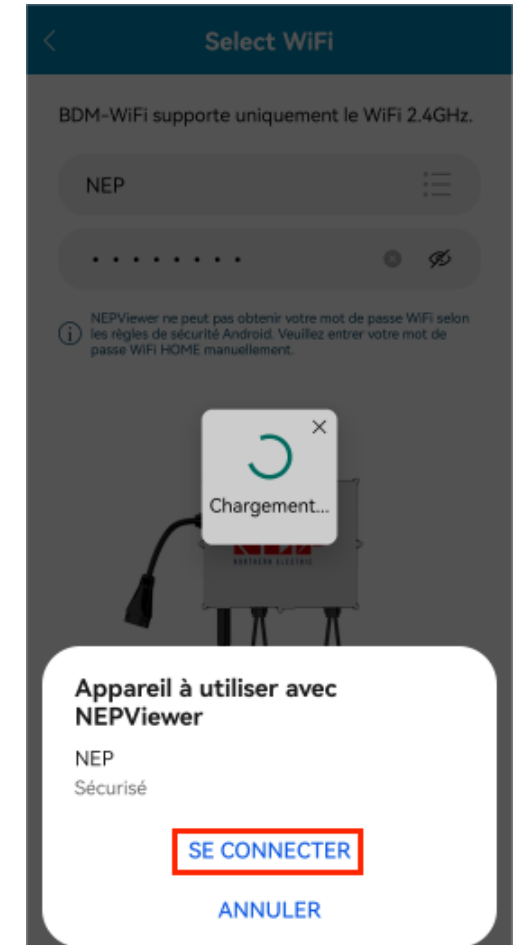 Select WiFi
BDM-WiFi supporte uniquement le WiFi 2.4GHz.
NEP
NEPViewer ne peut pas obtenir votre mot de passe WiFi selon
les règles de sécurité Android. Veuillez entrer votre mot de
passe WiFi HOME manuellement.
Chargement...
NORTHERN ELECTRIC
Appareil à utiliser avec
NEPViewer
NEP
Sécurisé
SE CONNECTER
ANNULER